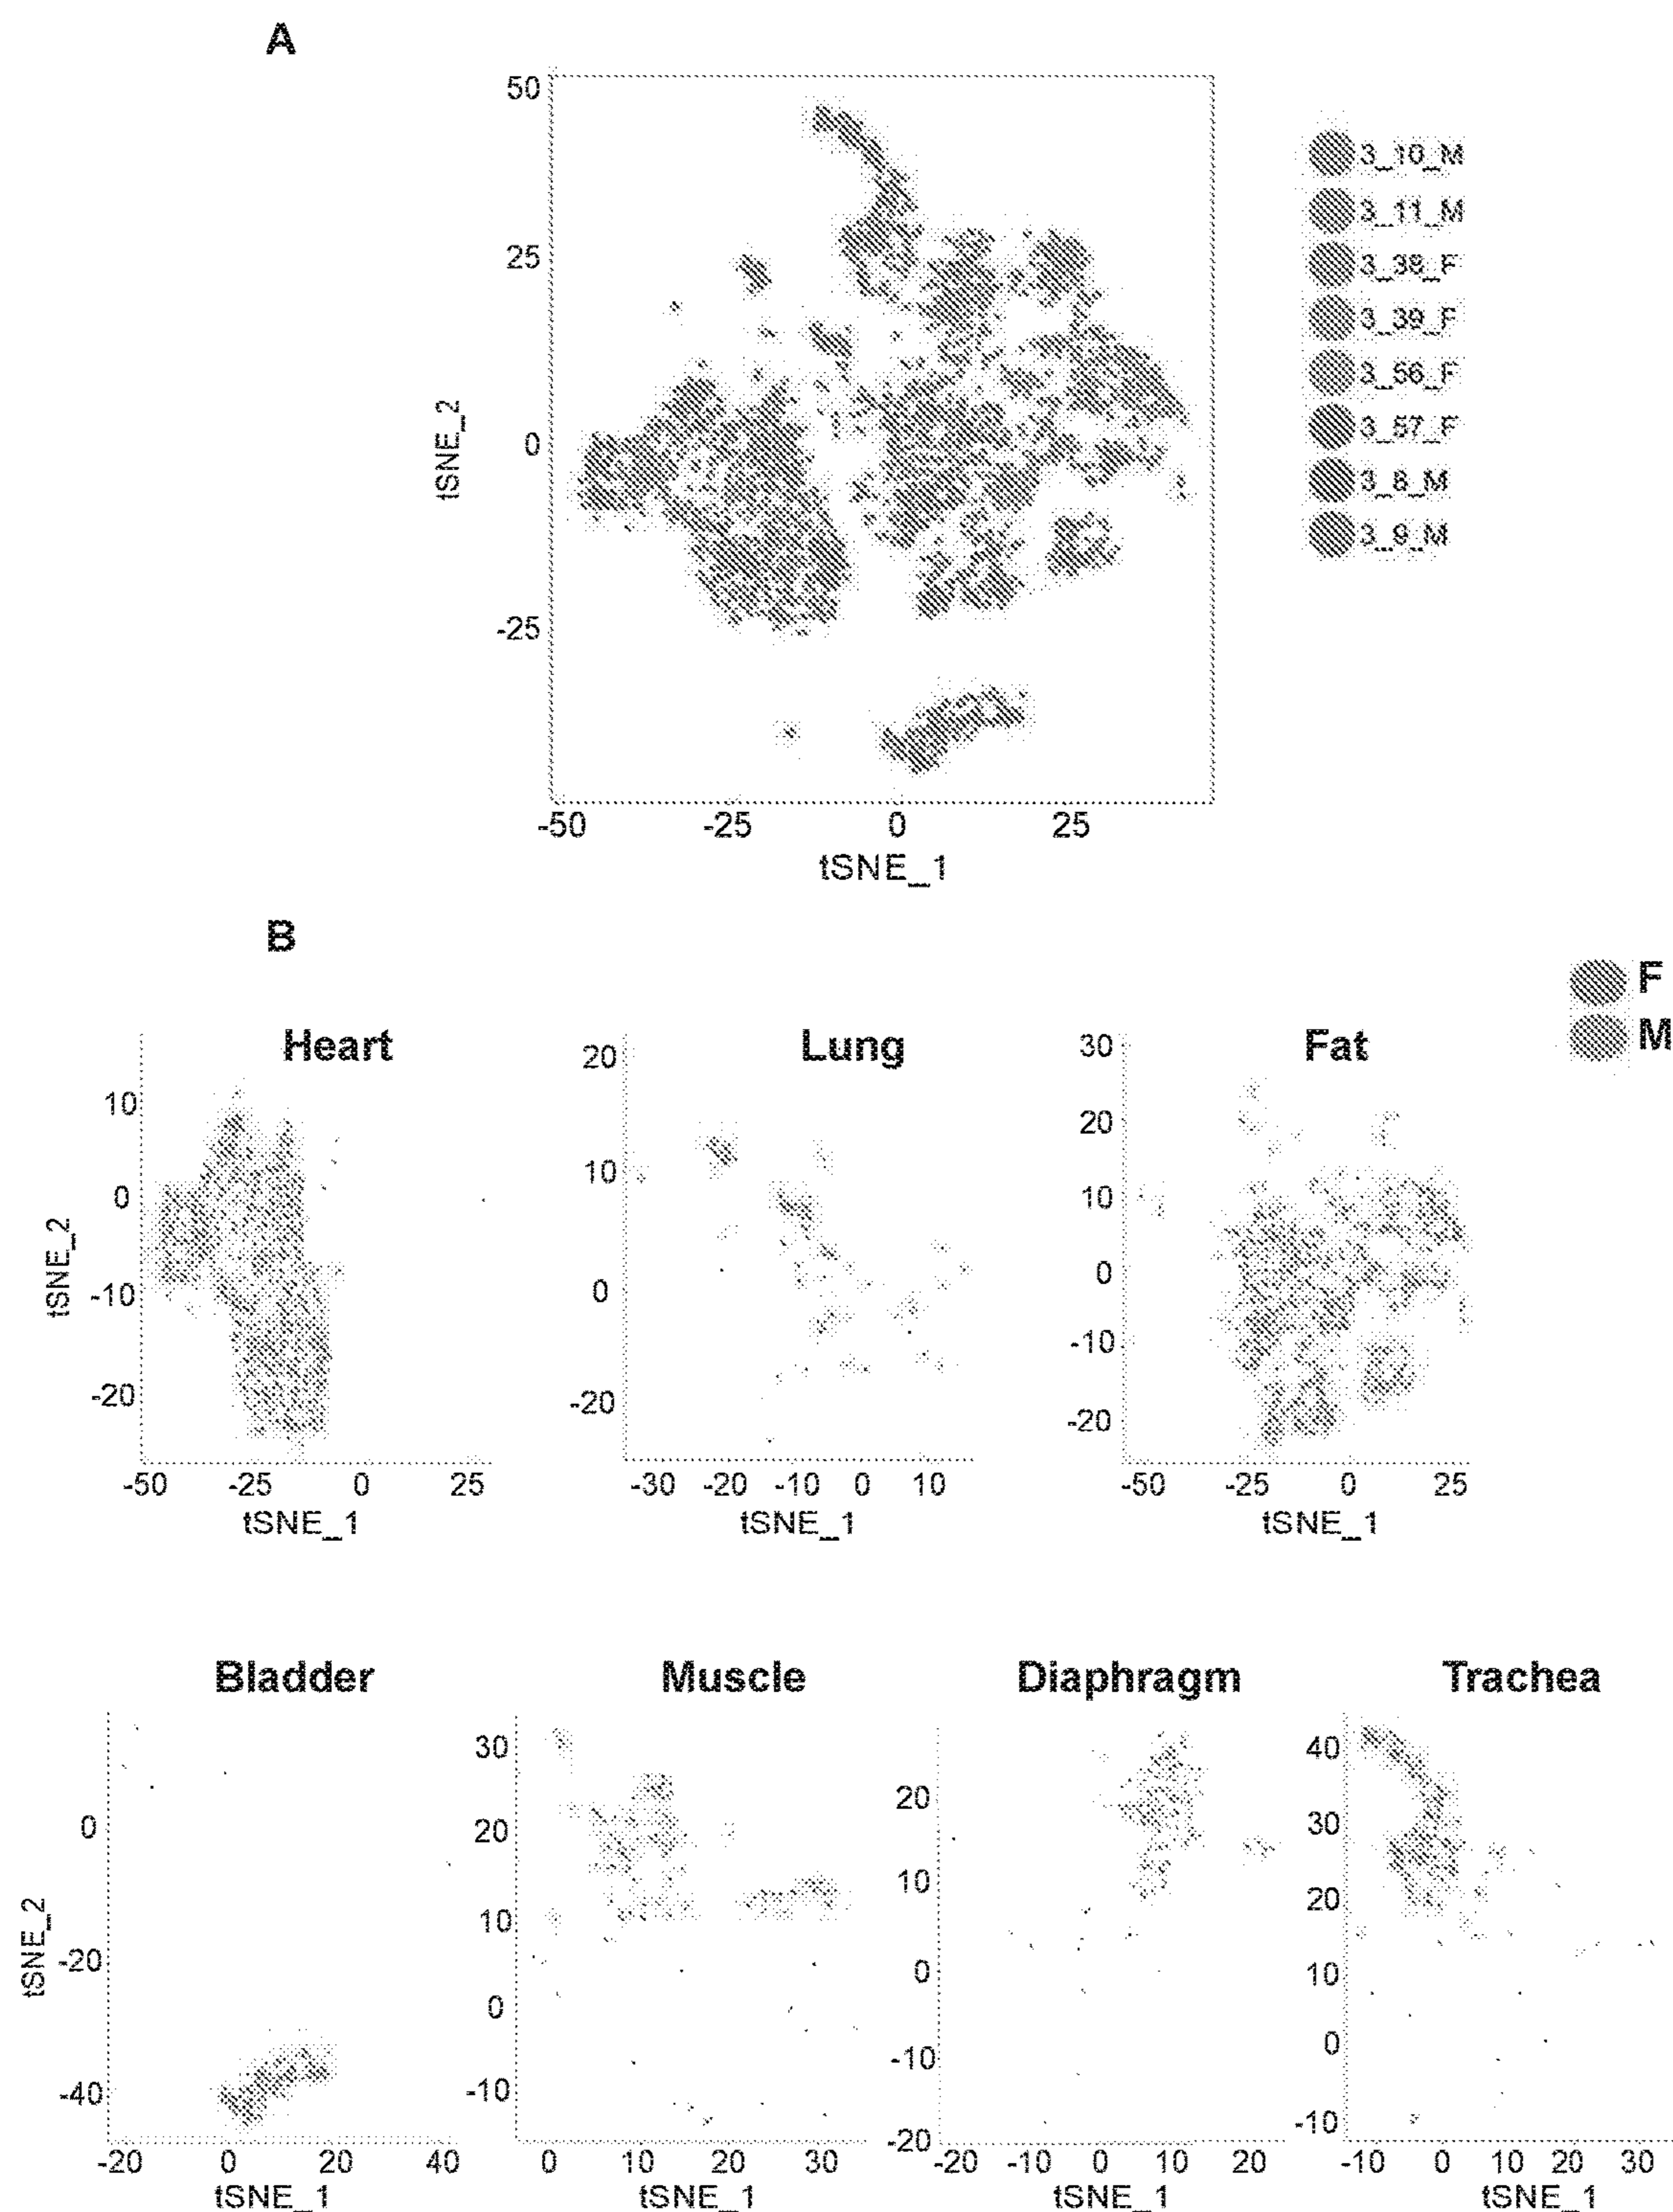 A
50
25
0
-25
tSNE_2
-50 -25 0 25
tSNE_1
3_10_M
3_11_M
3_38_F
3_39_F
3_56_F
3_57_F
3_8_M
3_9_M
B
F
M
Heart
10
0
-10
-20
tSNE_2
-50 -25 0 25
tSNE_1
Lung
20
10
0
-20
-30 -20 -10 0 10
tSNE_1
Fat
30
20
10
0
-10
-20
-50 -25 0 25
tSNE_1
Bladder
0
-20
-40
tSNE_2
-20 0 20 40
tSNE_1
Muscle
30
20
10
0
-10
0 10 20 30
tSNE_1
Diaphragm
20
10
0
-10
-20
-20 -10 0 10 20
tSNE_1
Trachea
40
30
20
10
0
-10
-10 0 10 20 30
tSNE_1